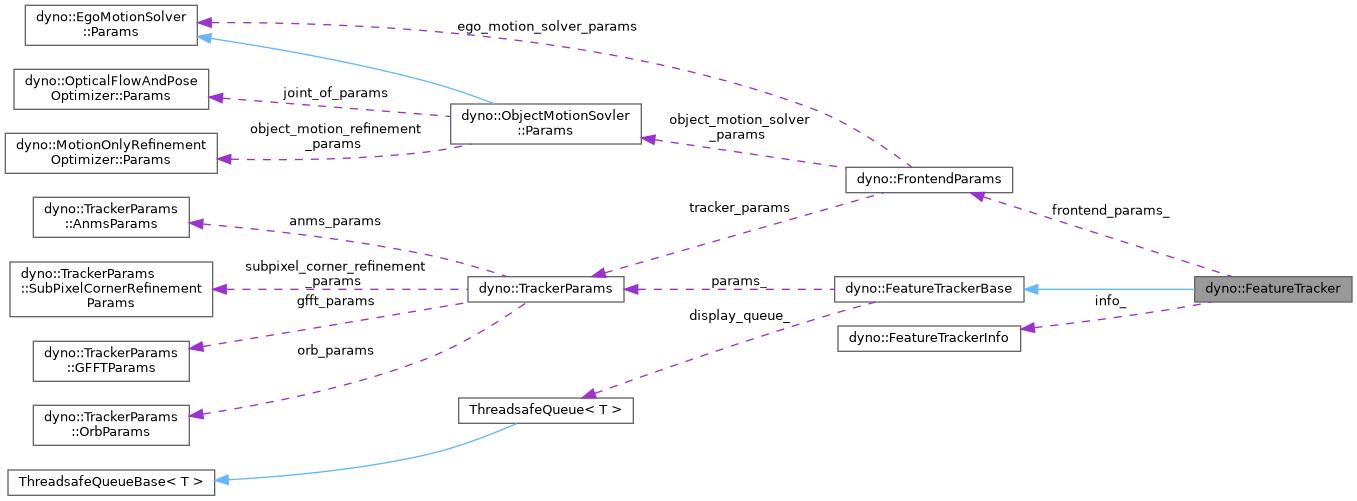 dyno::EgoMotionSolver
::Params
ego_motion_solver_params
dyno::OpticalFlowAndPose
Optimizer::Params
joint_of_params
dyno::ObjectMotionSovler
::Params
object_motion_solver
_params
object_motion_refinement
_params
dyno::MotionOnlyRefinement
Optimizer::Params
dyno::FrontendParams
dyno::TrackerParams
::AnmsParams
anms_params
tracker_params
frontend_params_
dyno::TrackerParams
::SubPixelCornerRefinement
Params
subpixel_corner_refinement
_params
gfft_params
dyno::TrackerParams
params_
dyno::FeatureTrackerBase
dyno::FeatureTracker
display_queue_
info_
dyno::FeatureTrackerInfo
dyno::TrackerParams
::GFFTParams
orb_params
dyno::TrackerParams
::OrbParams
ThreadsafeQueue< T >
ThreadsafeQueueBase< T >